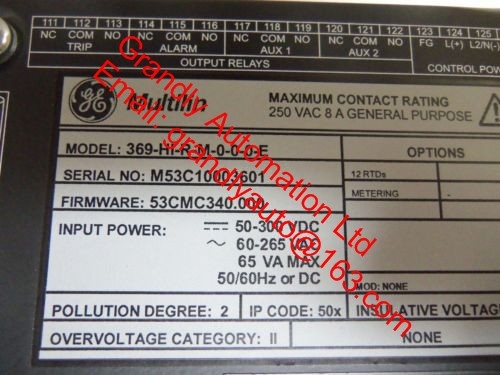 111 112 113 114 115 116 117 118 119 120 121 122 123 124 125
NC COM NO NC COM NO NC COM NO NC COM NO FG L(+) L2/N(-)
TRIP ALARM AUX 1 AUX 2
OUTPUT RELAYS CONTROL POWER
GE Multilin
MAXIMUM CONTACT RATING
250 VAC 8 A GENERAL PURPOSE
MODEL: 369-HI-R-M-0-0-0-E
OPTIONS
SERIAL NO: M53C10003601
12 RTDs
FIRMWARE: 53CMC340.000
METERING -
INPUT POWER: 50-300 VDC
~ 60-265 VAC
65 VA MAX
50/60Hz or DC
MOD: NONE
POLLUTION DEGREE: 2 IP CODE: 50x INSULATIVE VOLTAGE
OVERVOLTAGE CATEGORY: II NONE
Grandly Automation Ltd
Email: grandlyauto@163.com